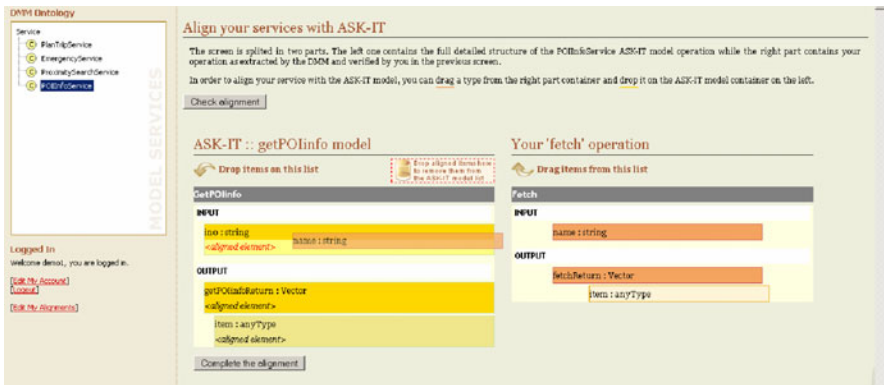 DMM Ontology
Service
PlanTripService
EmergencyService
ProximitySearchService
POIInfoService
MODEL SERVICES
Logged In
Welcome demo1, you are logged in.
[Edit My Account]
[Logout]
[Edit My Alignments]
Align your services with ASK-IT
The screen is splited in two parts. The left one contains the full detailed structure of the POIInfoService ASK-IT model operation while the right part contains your
operation as extracted by the DMM and verified by you in the previous screen.
In order to align your service with the ASK-IT model, you can drag a type from the right part container and drop it on the ASK-IT model container on the left.
Check alignment
ASK-IT :: getPOIinfo model
Drop items on this list
Drop aligned items here
to remove them from
the ASK-IT model list
GetPOIinfo
INPUT
ino : string
<aligned element>
name : string
OUTPUT
getPOIinfoReturn : Vector
<aligned element>
item : anyType
<aligned element>
Complete the alignment
Your 'fetch' operation
Drag items from this list
Fetch
INPUT
name : string
OUTPUT
fetchReturn : Vector
item : anyType